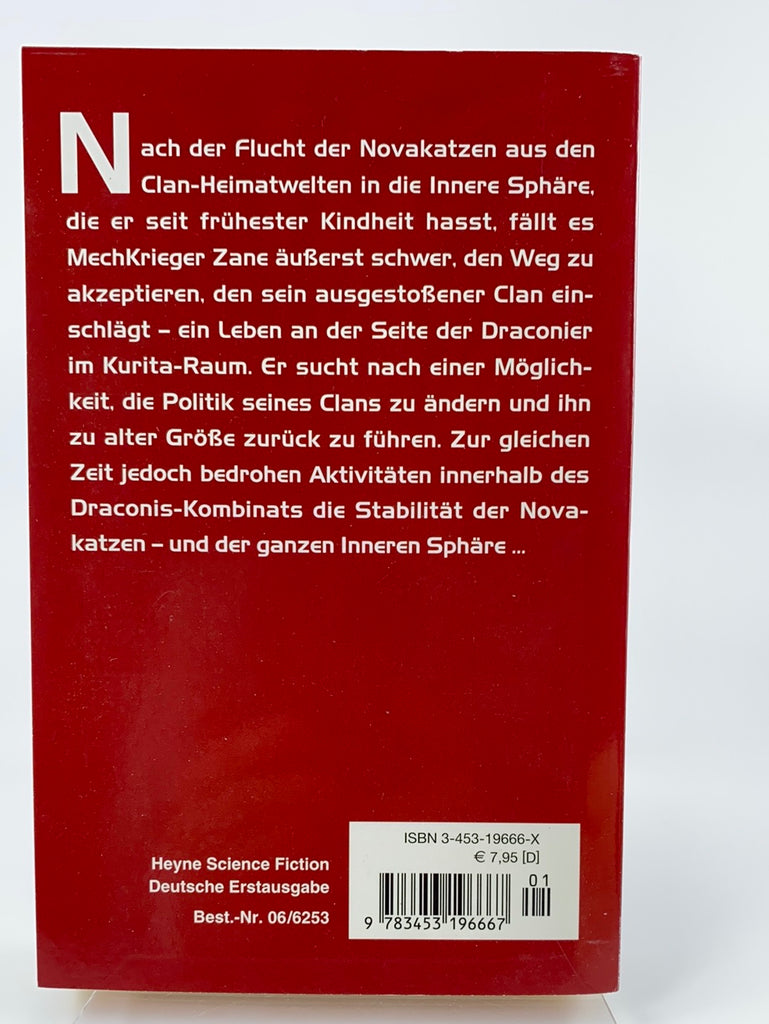 Nach der Flucht der Novakatzen aus den
Clan-Heimatwelten in die Innere Sphäre,
die er seit frühester Kindheit hasst, fällt es
MechKrieger Zane äußerst schwer, den Weg zu
akzeptieren, den sein ausgestoßener Clan ein-
schlägt – ein Leben an der Seite der Draconier
im Kurita-Raum. Er sucht nach einer Möglich-
keit, die Politik seines Clans zu ändern und ihn
zu alter Größe zurück zu führen. Zur gleichen
Zeit jedoch bedrohen Aktivitäten innerhalb des
Draconis-Kombinats die Stabilität der Nova-
katzen – und der ganzen Inneren Sphäre ...
Heyne Science Fiction
Deutsche Erstausgabe
Best.-Nr. 06/6253
ISBN 3-453-19666-X
€ 7,95 [D]
01
9 783453 196667